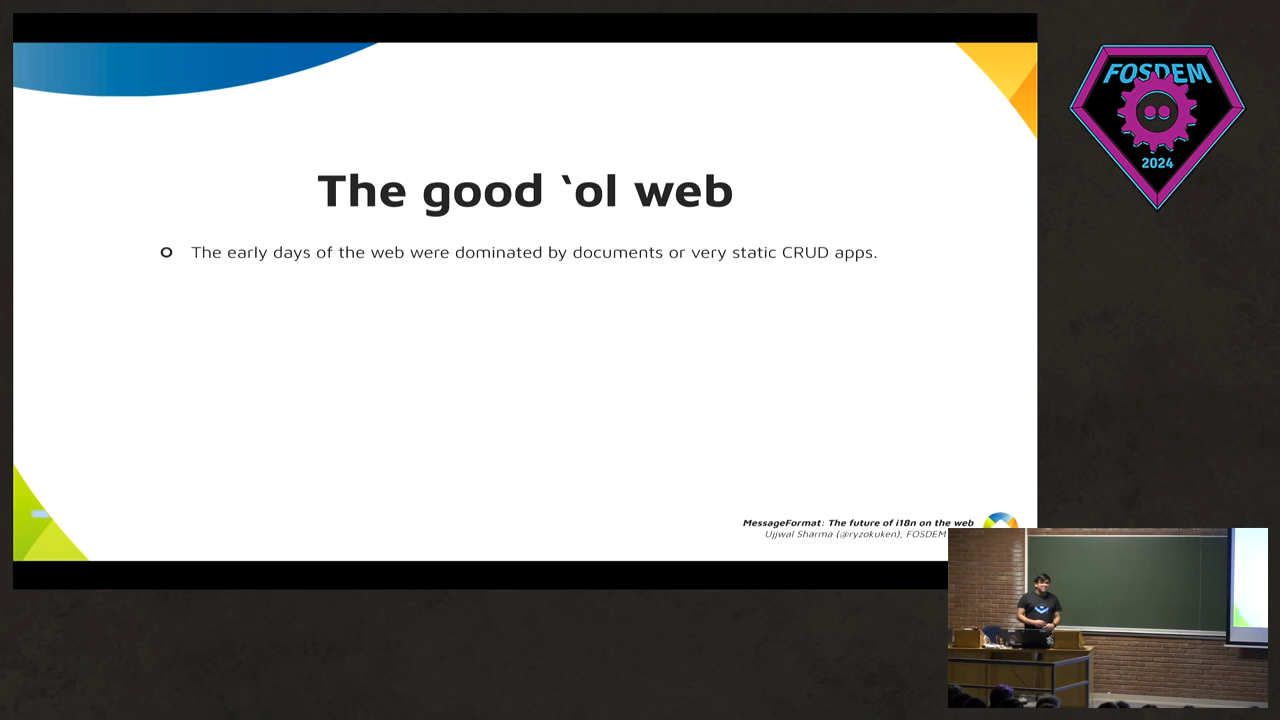 The good `ol web
The early days of the web were dominated by documents or very static CRUD apps.
MessageFormat: The future of i18n on the web
Ujjwal Sharma (@ryzokuken), FOSDEM
FOSDEM
2024